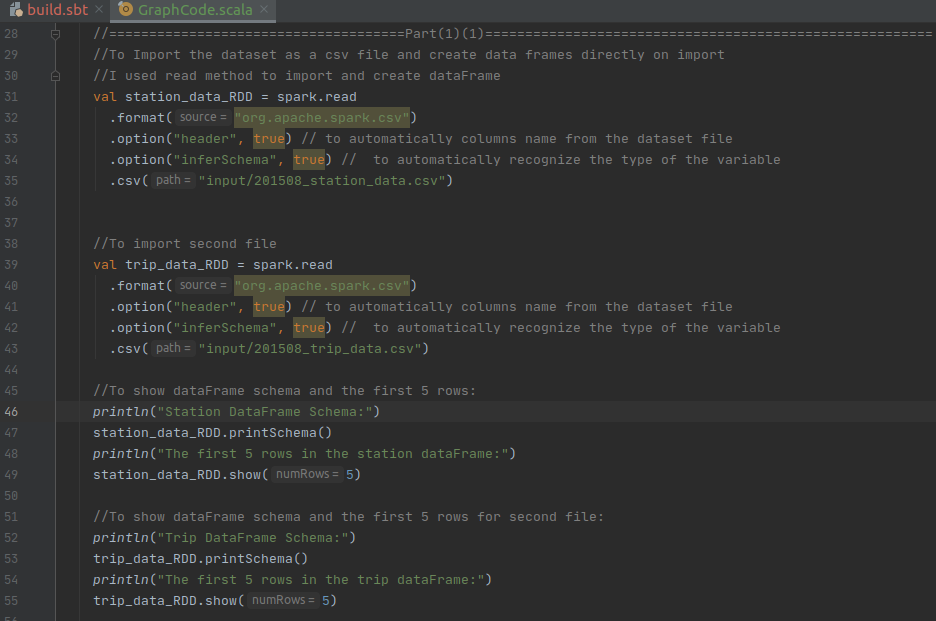 build.sbt × GraphCode.scala ×
28 //=====================================Part(1)(1)========================================================
29 //To Import the dataset as a csv file and create data frames directly on import
30 //I used read method to import and create dataFrame
31 val station_data_RDD = spark.read
32 .format( source = "org.apache.spark.csv")
33 .option("header", true) // to automatically columns name from the dataset file
34 .option("inferSchema", true) //  to automatically recognize the type of the variable
35 .csv( path = "input/201508_station_data.csv")
36
37
38 //To import second file
39 val trip_data_RDD = spark.read
40 .format( source = "org.apache.spark.csv")
41 .option("header", true) // to automatically columns name from the dataset file
42 .option("inferSchema", true) //  to automatically recognize the type of the variable
43 .csv( path = "input/201508_trip_data.csv")
44
45 //To show dataFrame schema and the first 5 rows:
46 println("Station DataFrame Schema:")
47 station_data_RDD.printSchema()
48 println("The first 5 rows in the station dataFrame:")
49 station_data_RDD.show( numRows = 5)
50
51 //To show dataFrame schema and the first 5 rows for second file:
52 println("Trip DataFrame Schema:")
53 trip_data_RDD.printSchema()
54 println("The first 5 rows in the trip dataFrame:")
55 trip_data_RDD.show( numRows = 5)